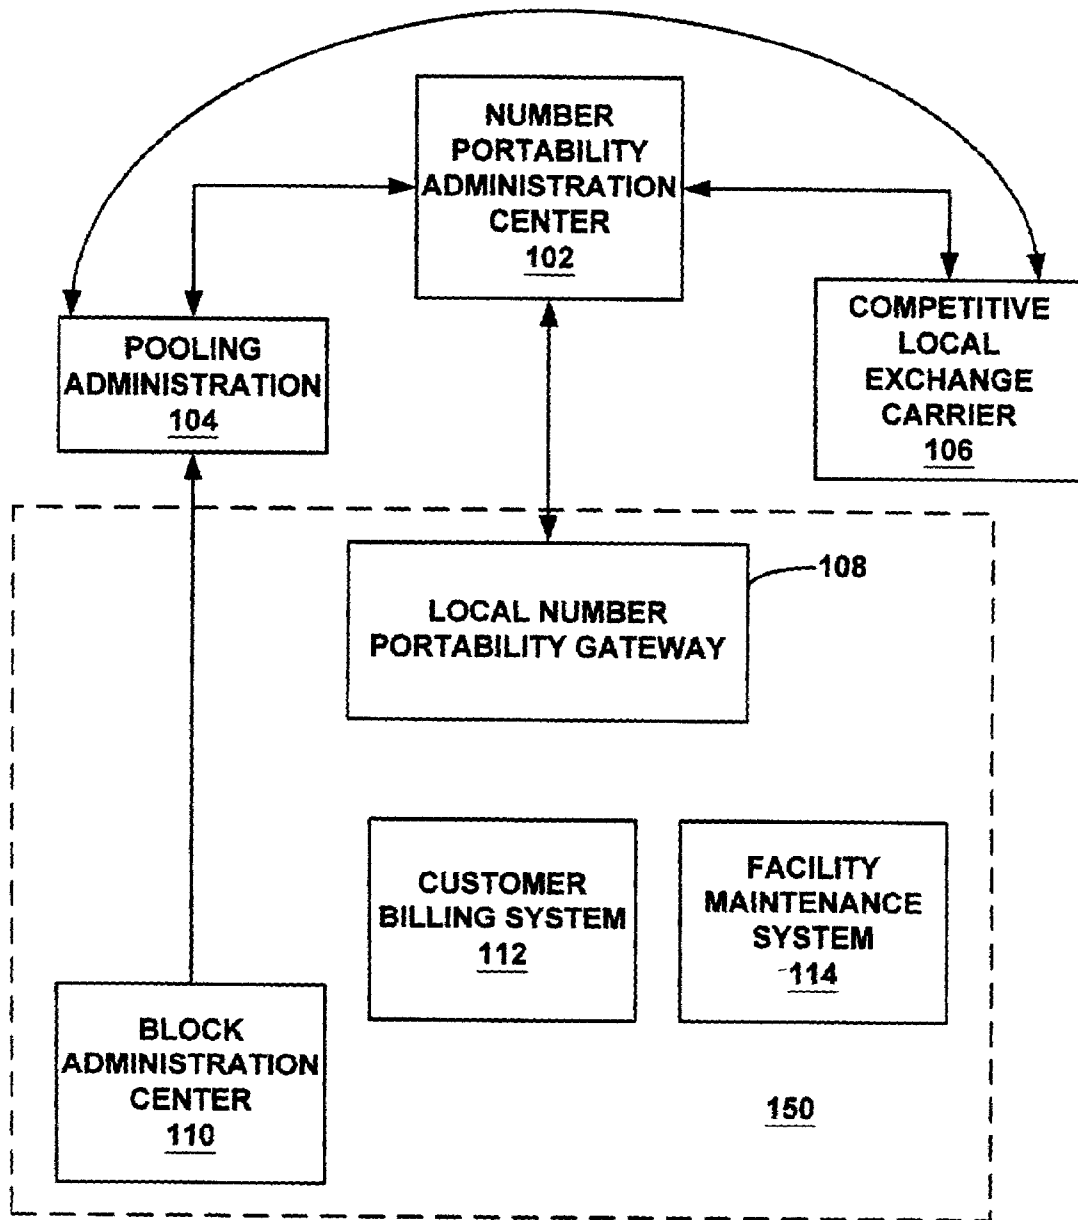 NUMBER
PORTABILITY
ADMINISTRATION
CENTER
102
POOLING
ADMINISTRATION
104
COMPETITIVE
LOCAL
EXCHANGE
CARRIER
106
108
LOCAL NUMBER
PORTABILITY GATEWAY
CUSTOMER
BILLING SYSTEM
112
FACILITY
MAINTENANCE
SYSTEM
114
BLOCK
ADMINISTRATION
CENTER
110
150